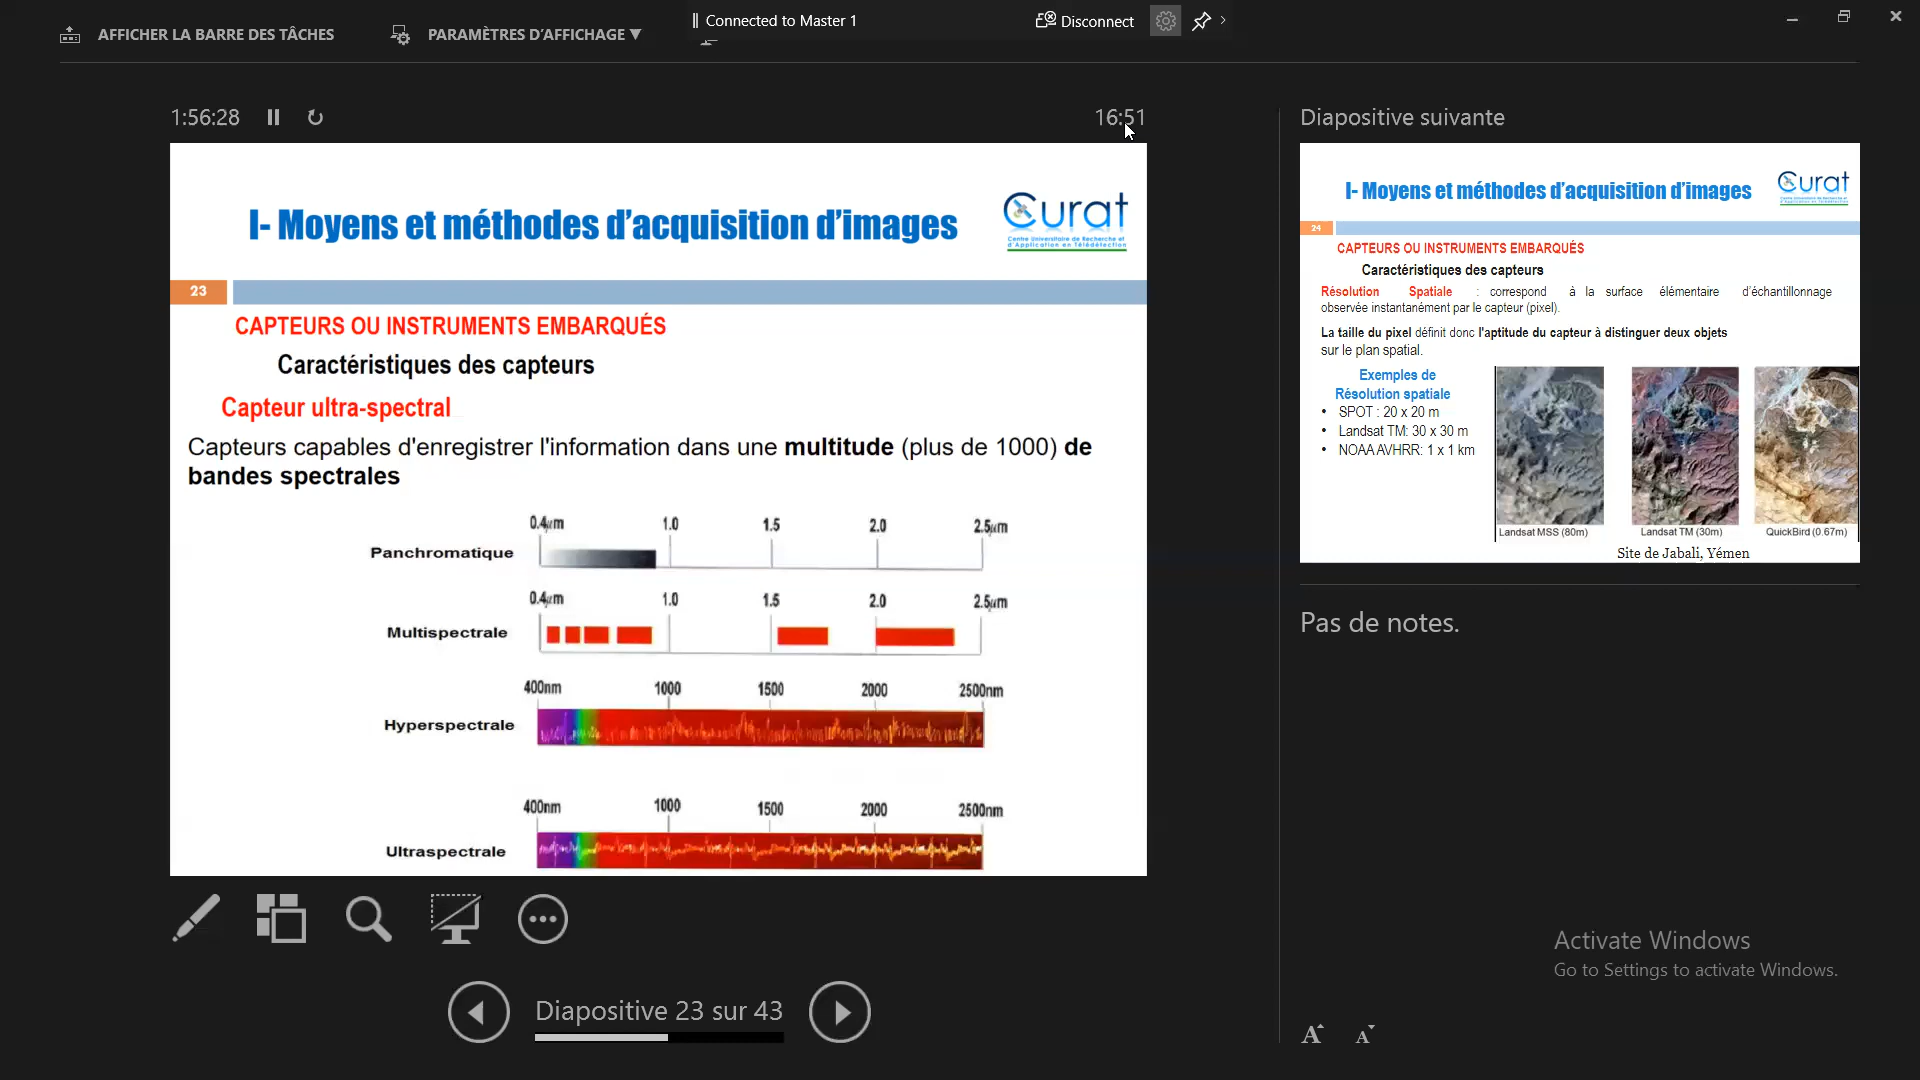 AFFICHER LA BARRE DES TÂCHES
PARAMÈTRES D'AFFICHAGE ▼
Connected to Master 1
Disconnect
1:56:28
16:51
I- Moyens et méthodes d'acquisition d'images
Curat
Centre Universitaire de Recherche et
d'Application en Télédétection
23
CAPTEURS OU INSTRUMENTS EMBARQUÉS
Caractéristiques des capteurs
Capteur ultra-spectral
Capteurs capables d'enregistrer l'information dans une multitude (plus de 1000) de
bandes spectrales
0.4µm 1.0 1.5 2.0 2.5µm
Panchromatique
0.4µm 1.0 1.5 2.0 2.5µm
Multispectrale
400nm 1000 1500 2000 2500nm
Hyperspectrale
400nm 1000 1500 2000 2500nm
Ultraspectrale
Diapositive 23 sur 43
Diapositive suivante
I- Moyens et méthodes d'acquisition d'images
Curat
24
CAPTEURS OU INSTRUMENTS EMBARQUÉS
Caractéristiques des capteurs
Résolution Spatiale : correspond à la surface élémentaire d'échantillonnage
observée instantanément par le capteur (pixel).
La taille du pixel définit donc l'aptitude du capteur à distinguer deux objets
sur le plan spatial.
Exemples de
Résolution spatiale
• SPOT : 20 x 20 m
• Landsat TM: 30 x 30 m
• NOAA AVHRR: 1 x 1 km
Landsat MSS (80m)
Landsat TM (30m)
QuickBird (0.67m)
Site de Jabali, Yémen
Pas de notes.
Activate Windows
Go to Settings to activate Windows.
A A